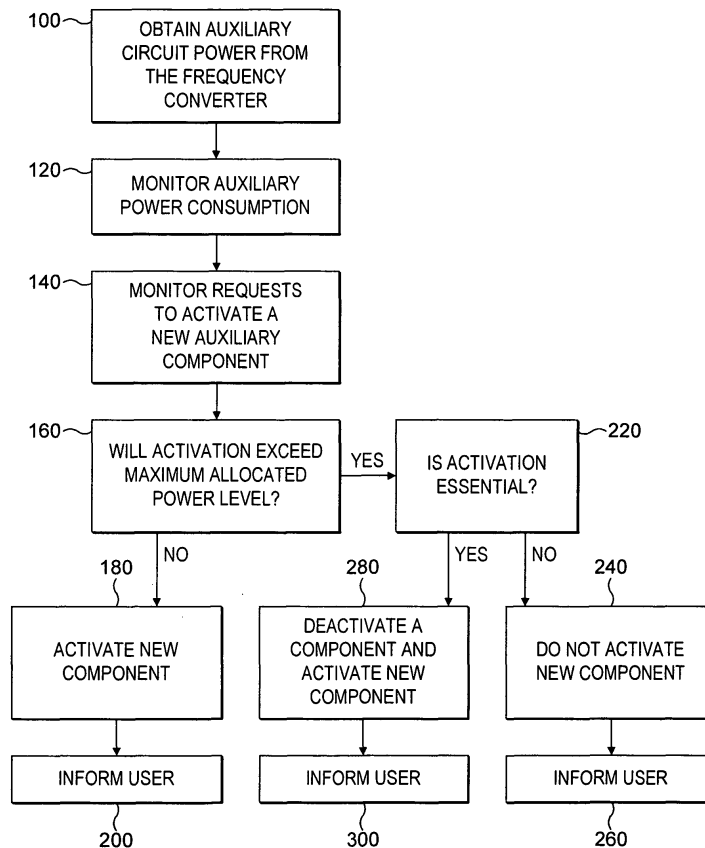 100
OBTAIN AUXILIARY
CIRCUIT POWER FROM
THE FREQUENCY
CONVERTER
120
MONITOR AUXILIARY
POWER CONSUMPTION
140
MONITOR REQUESTS
TO ACTIVATE A
NEW AUXILIARY
COMPONENT
160
WILL ACTIVATION EXCEED
MAXIMUM ALLOCATED
POWER LEVEL?
YES
220
IS ACTIVATION
ESSENTIAL?
NO
YES
NO
180
ACTIVATE NEW
COMPONENT
280
DEACTIVATE A
COMPONENT AND
ACTIVATE NEW
COMPONENT
240
DO NOT ACTIVATE
NEW COMPONENT
INFORM USER
200
INFORM USER
300
INFORM USER
260